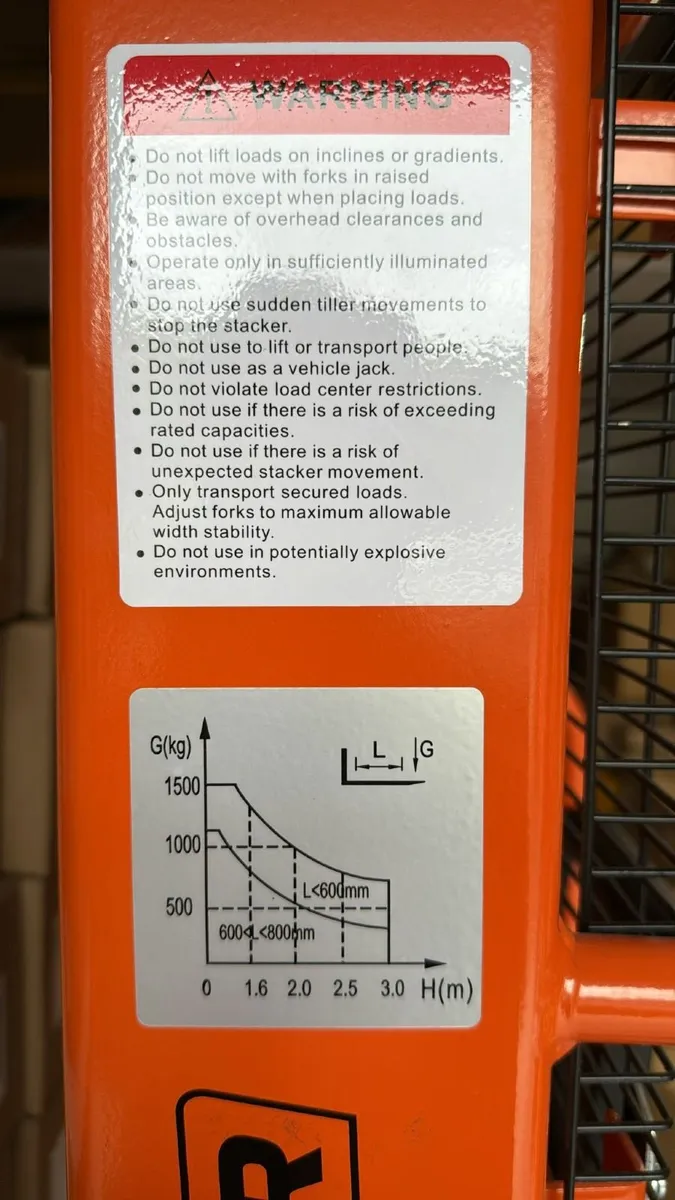 WARNING
• Do not lift loads on inclines or gradients.
• Do not move with forks in raised
position except when placing loads.
• Be aware of overhead clearances and
obstacles.
• Operate only in sufficiently illuminated
areas.
• Do not use sudden tiller movements to
stop the stacker.
• Do not use to lift or transport people.
• Do not use as a vehicle jack.
• Do not violate load center restrictions.
• Do not use if there is a risk of exceeding
rated capacities.
• Do not use if there is a risk of
unexpected stacker movement.
• Only transport secured loads.
Adjust forks to maximum allowable
width stability.
• Do not use in potentially explosive
environments.
G(kg)
L G
1500
1000
L<600mm
500
600<L<800mm
0 1.6 2.0 2.5 3.0 H(m)
R